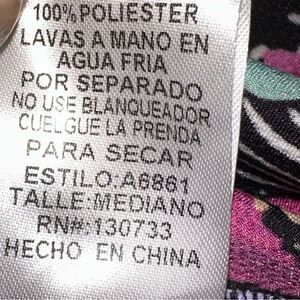 100% POLIESTER
LAVAS A MANO EN
AGUA FRIA
POR SEPARADO
NO USE BLANQUEADOR
CUELGUE LA PRENDA
PARA SECAR
ESTILO:A6861
TALLE:MEDIANO
RN#:130733
HECHO EN CHINA